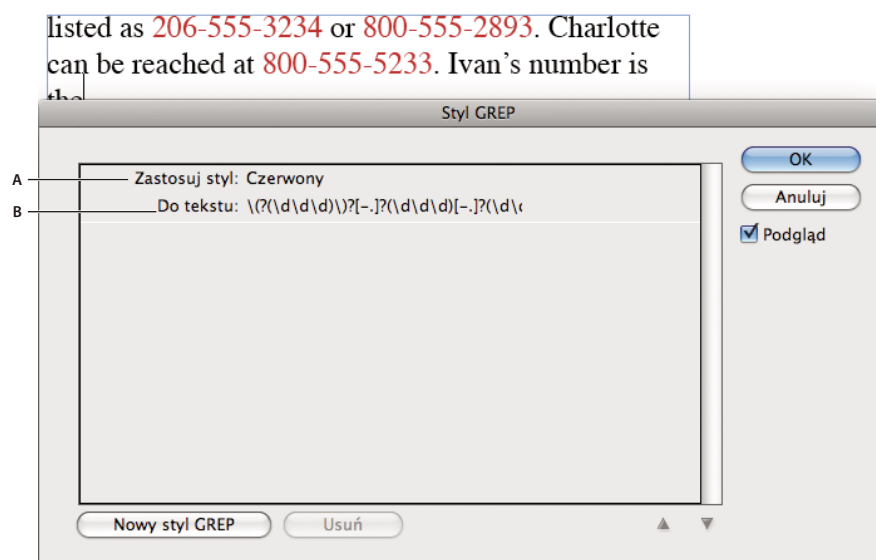 listed as 206-555-3234 or 800-555-2893. Charlotte
can be reached at 800-555-5233. Ivan’s number is
the
Styl GREP
A
Zastosuj styl: Czerwony
B
Do tekstu: \(?(\d\d\d)\)?[-.]?(\d\d\d)[-.]?(\d\
OK
Anuluj
Podgląd
Nowy styl GREP
Usuń